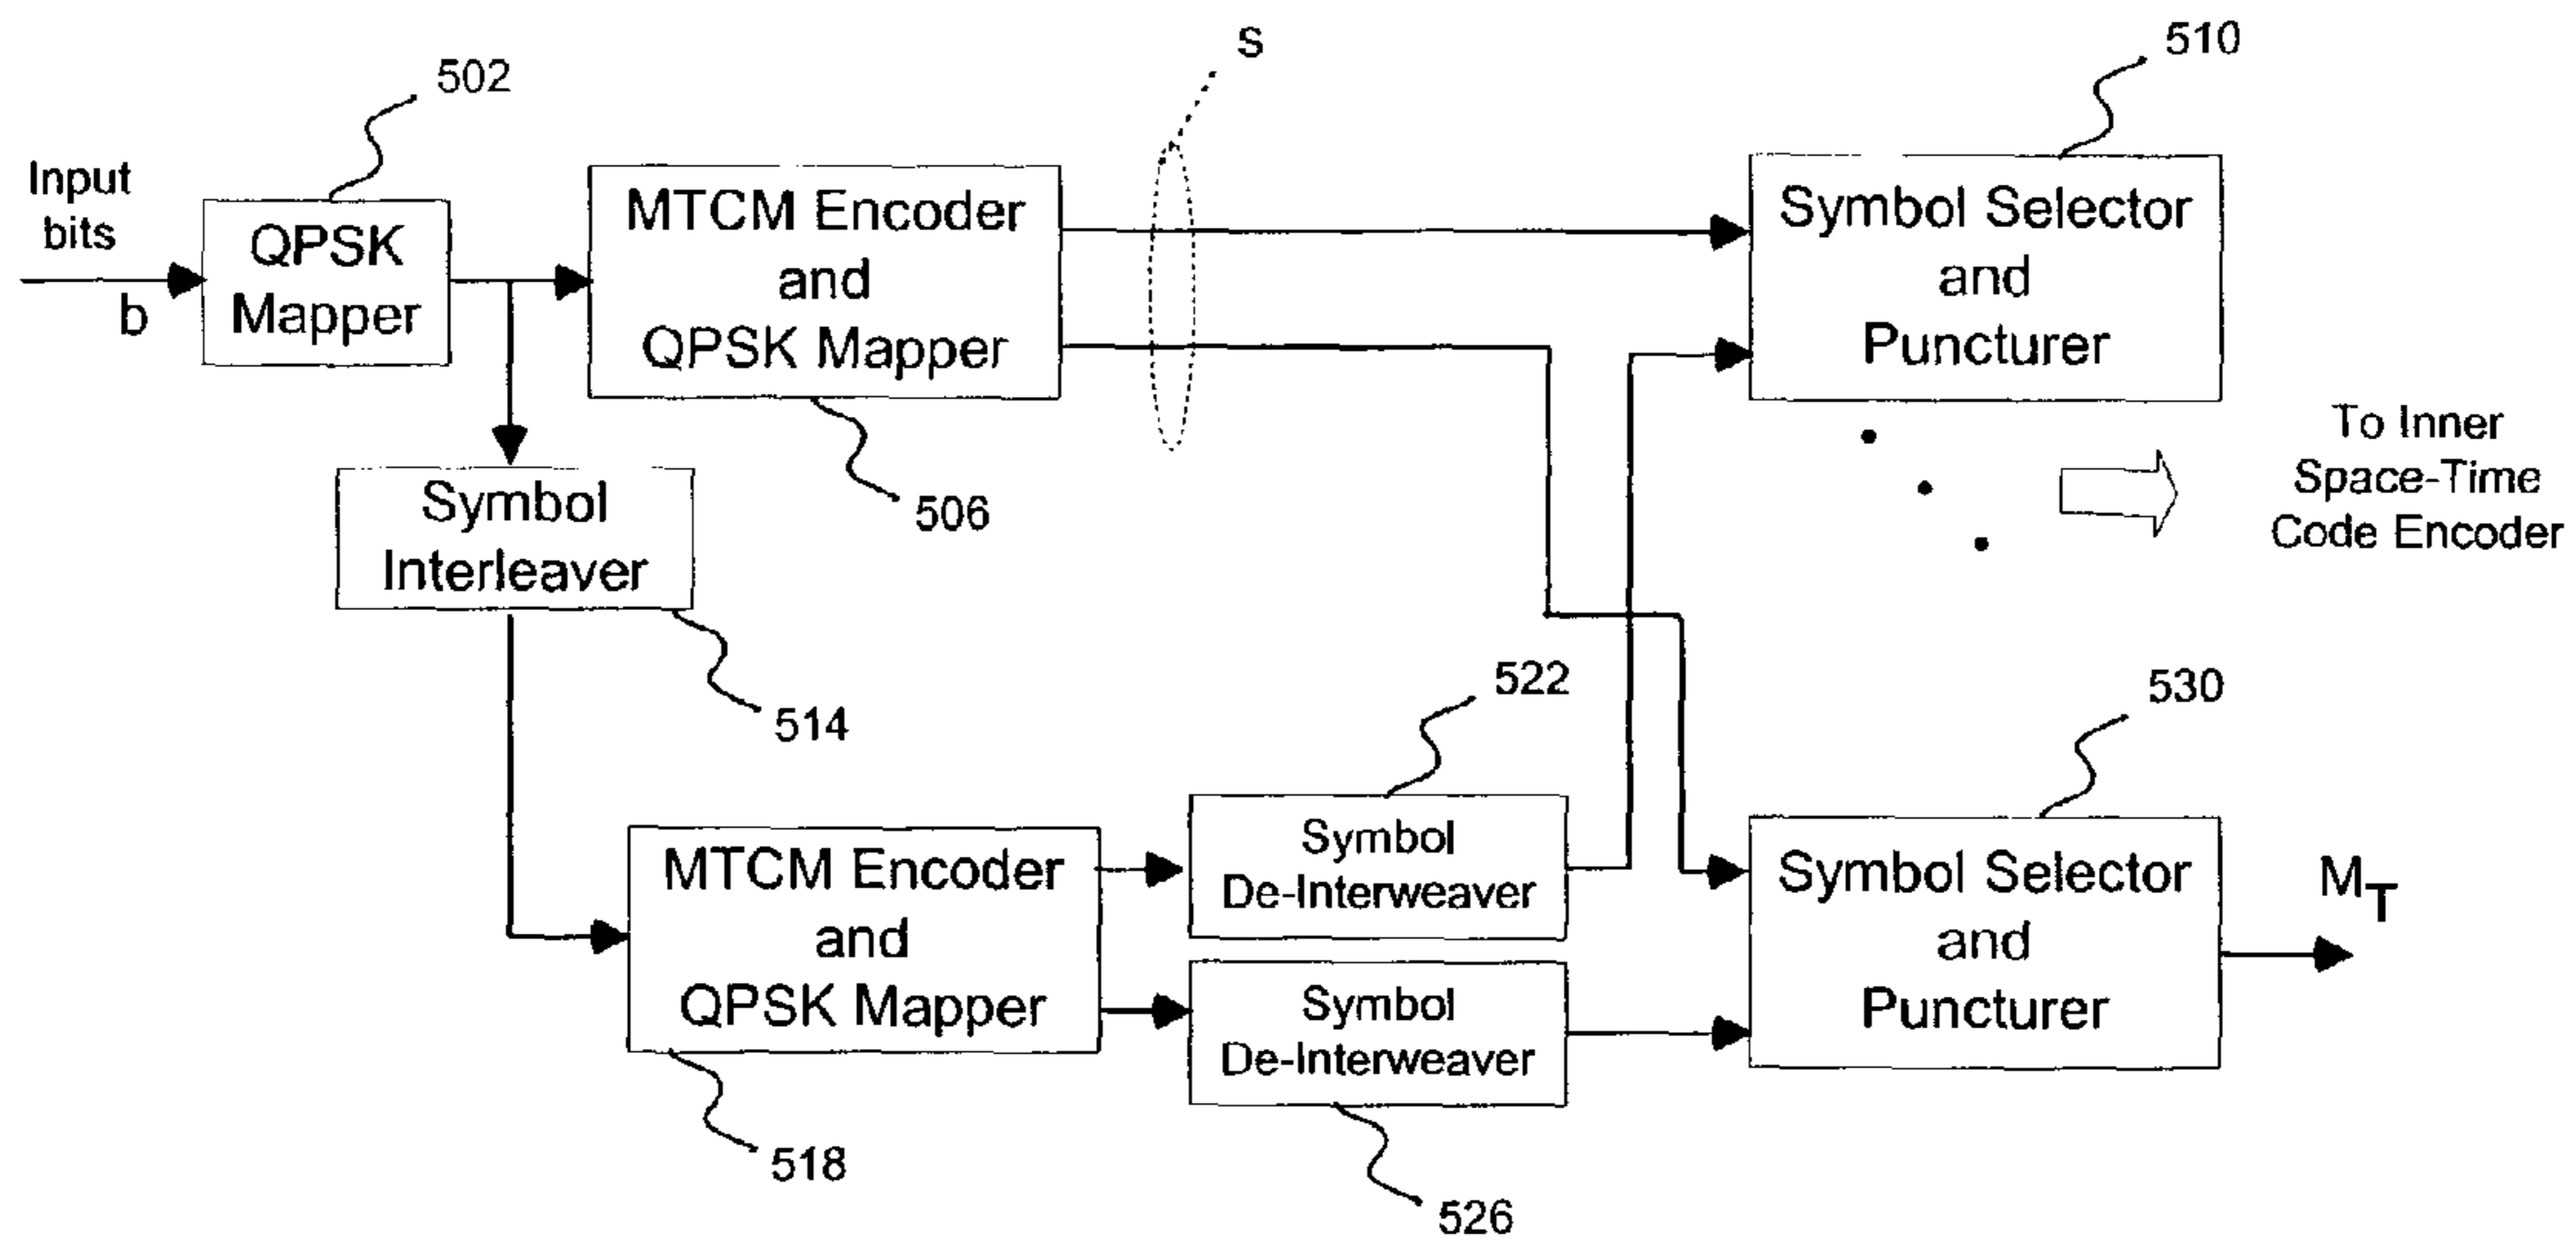 s
510
502
Input
bits
b
QPSK
Mapper
MTCM Encoder
and
QPSK Mapper
Symbol Selector
and
Puncturer
506
To Inner
Space-Time
Code Encoder
Symbol
Interleaver
514
522
530
MTCM Encoder
and
QPSK Mapper
Symbol
De-Interweaver
Symbol
De-Interweaver
Symbol Selector
and
Puncturer
M_T
518
526